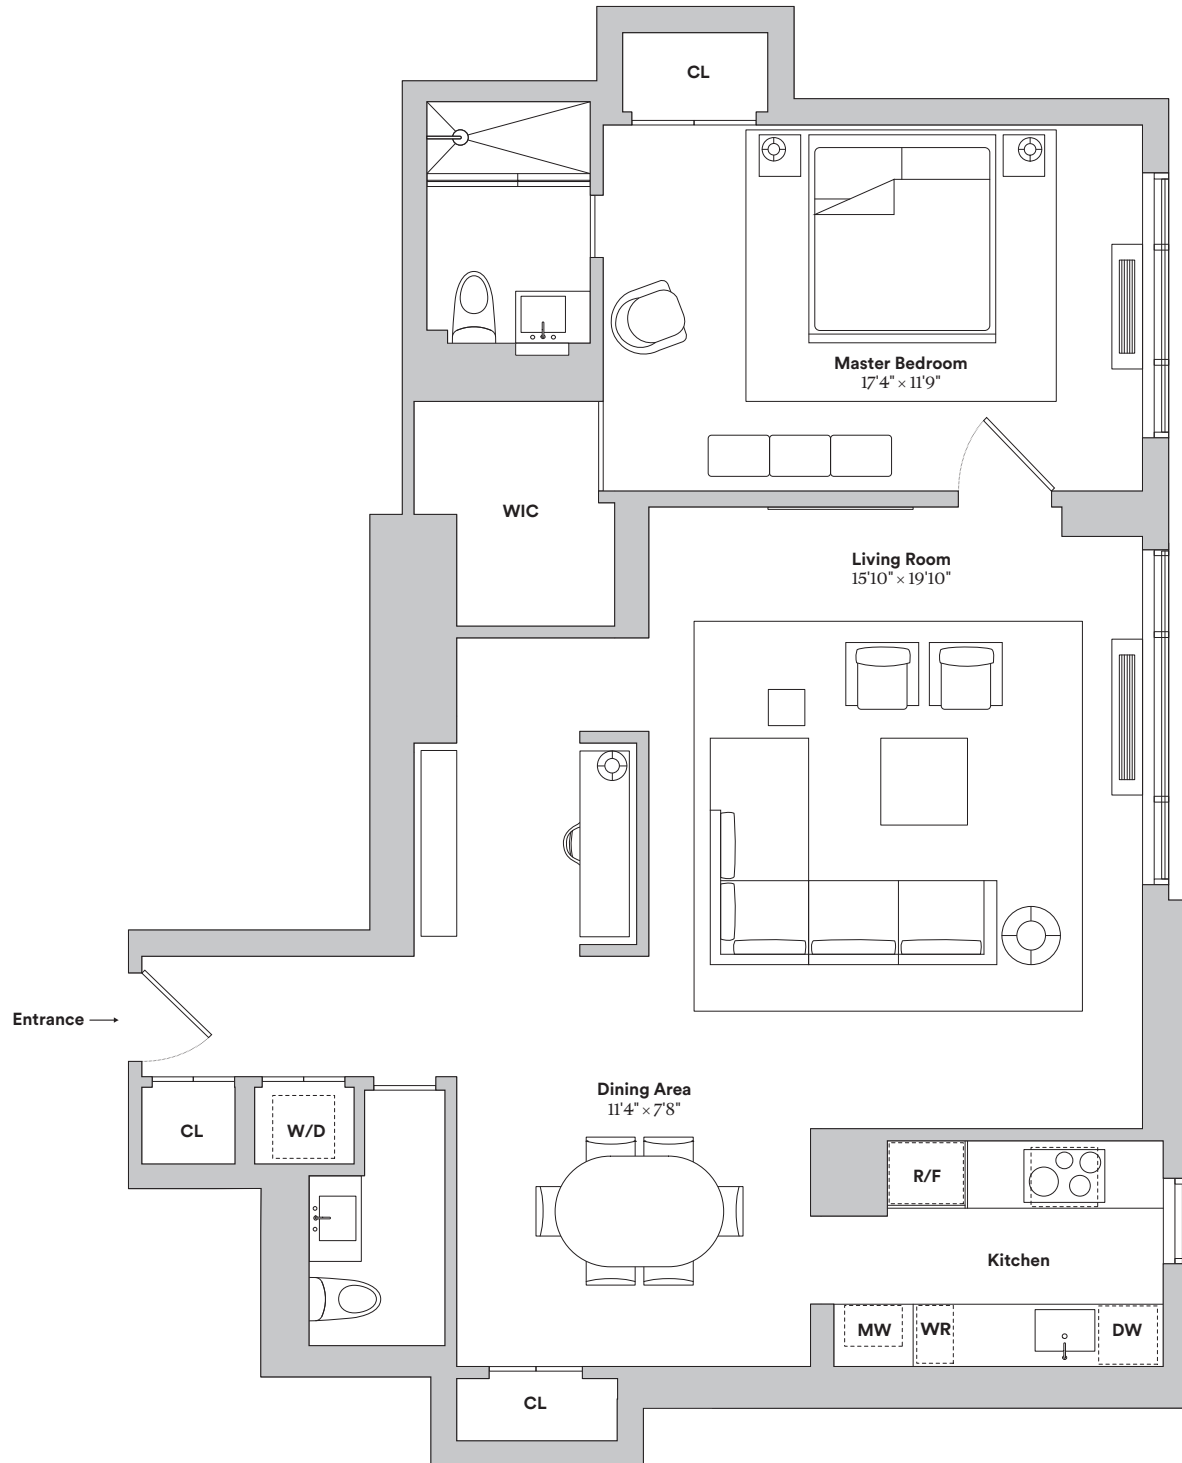 CL
Master Bedroom
17'4" × 11'9"
WIC
Living Room
15'10" × 19'10"
Entrance
Dining Area
11'4" × 7'8"
CL
W/D
R/F
Kitchen
MW
WR
DW
CL